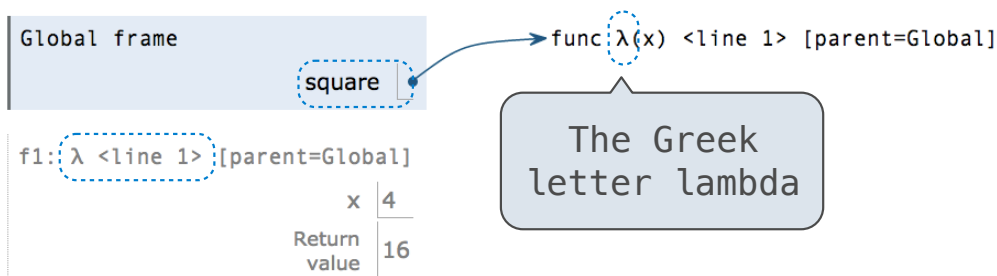 Global frame
square
func λ(x) <line 1> [parent=Global]
The Greek
letter lambda
f1: λ <line 1> [parent=Global]
x 4
Return
value 16